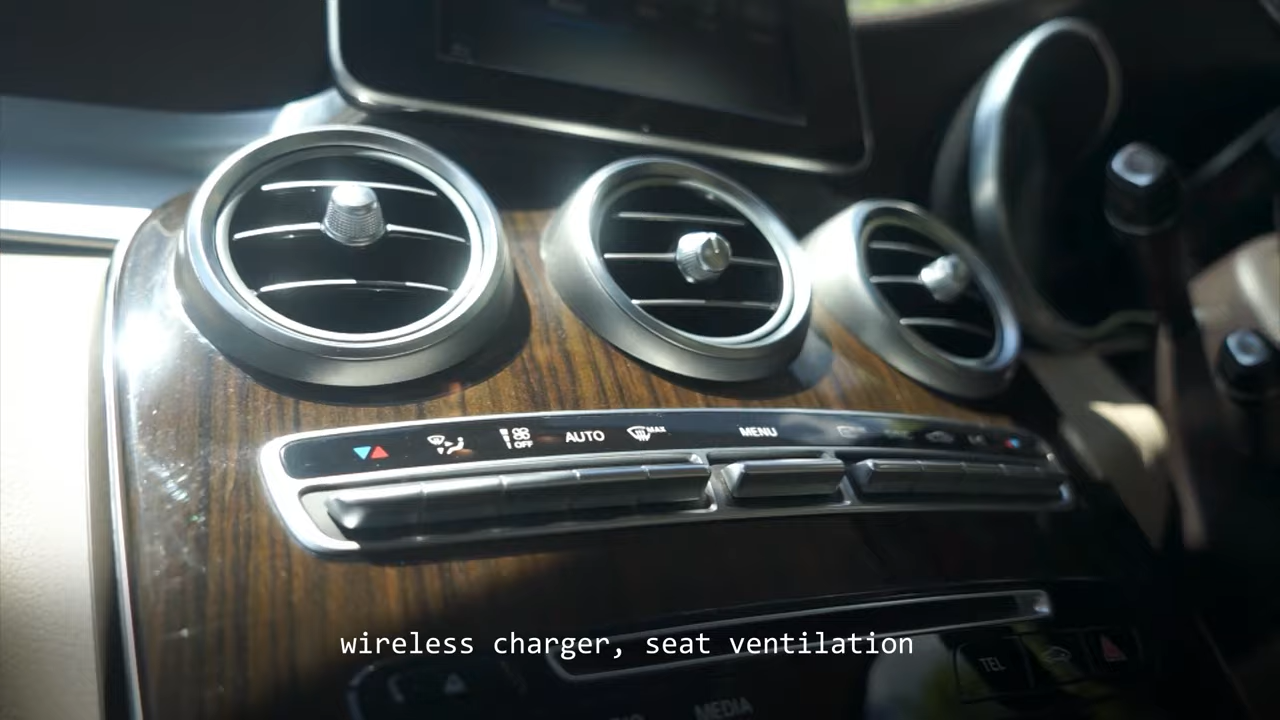 OFF AUTO MAX MENU
wireless charger, seat ventilation
TEL
MEDIA